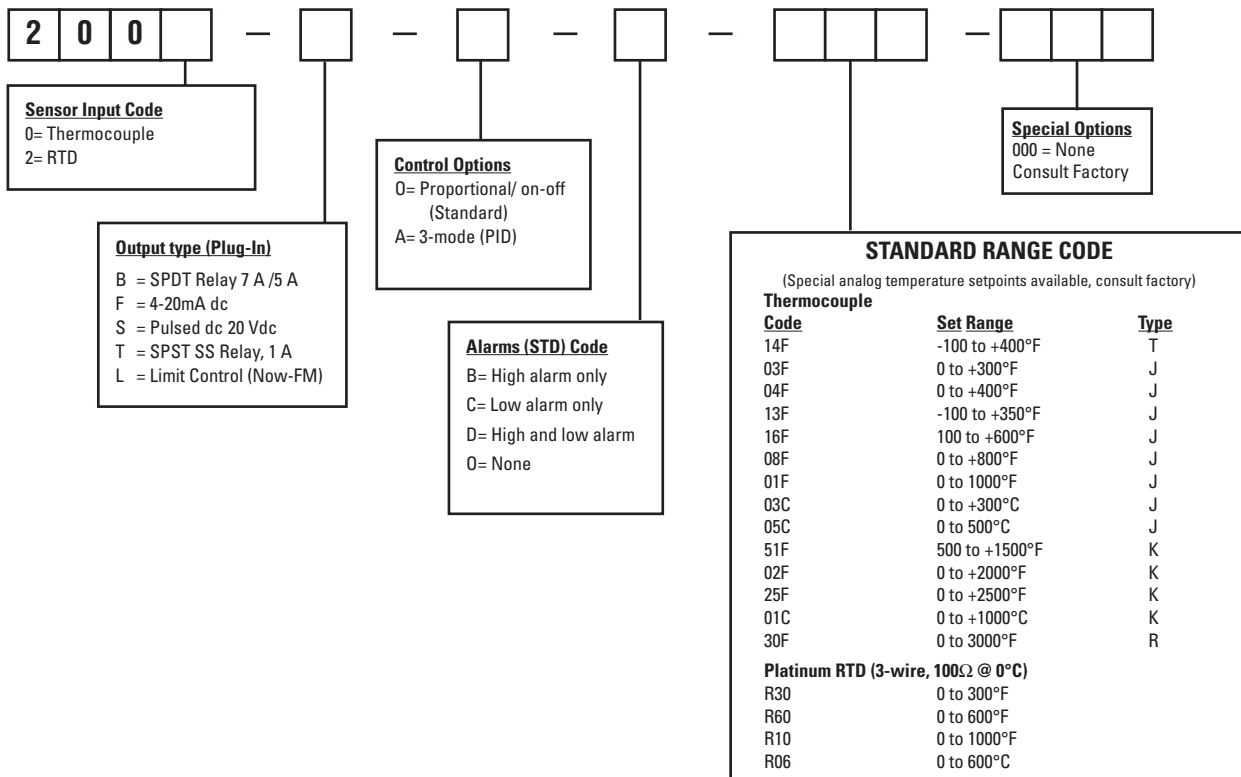 2 0 0 — — — — —
Sensor Input Code
0= Thermocouple
2= RTD
Output type (Plug-In)
B = SPDT Relay 7 A /5 A
F = 4-20mA dc
S = Pulsed dc 20 Vdc
T = SPST SS Relay, 1 A
L = Limit Control (Now-FM)
Control Options
O= Proportional/ on-off
(Standard)
A= 3-mode (PID)
Alarms (STD) Code
B= High alarm only
C= Low alarm only
D= High and low alarm
O= None
Special Options
000 = None
Consult Factory
STANDARD RANGE CODE
(Special analog temperature setpoints available, consult factory)
Thermocouple
Code Set Range Type
14F -100 to +400°F T
03F 0 to +300°F J
04F 0 to +400°F J
13F -100 to +350°F J
16F 100 to +600°F J
08F 0 to +800°F J
01F 0 to 1000°F J
03C 0 to +300°C J
05C 0 to 500°C J
51F 500 to +1500°F K
02F 0 to +2000°F K
25F 0 to +2500°F K
01C 0 to +1000°C K
30F 0 to 3000°F R
Platinum RTD (3-wire, 100Ω @ 0°C)
R30 0 to 300°F
R60 0 to 600°F
R10 0 to 1000°F
R06 0 to 600°C